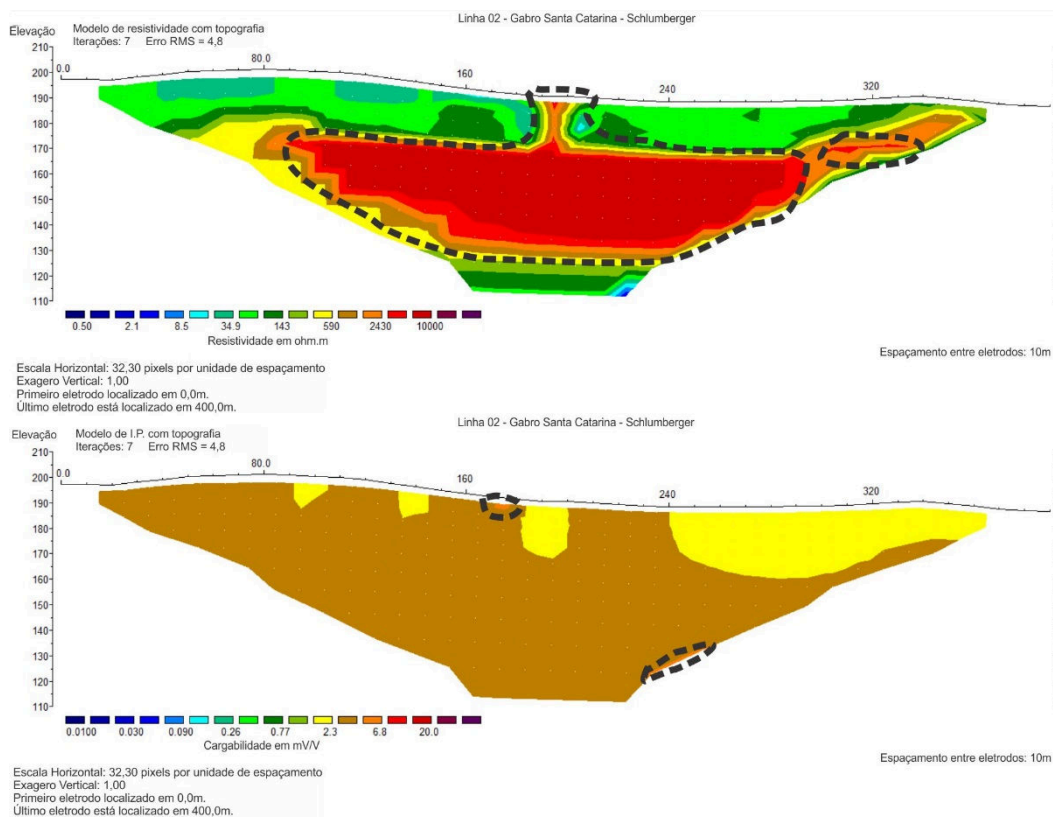 Linha 02 - Gabro Santa Catarina - Schlumberger
Elevação
Modelo de resistividade com topografia
Iterações: 7 Erro RMS = 4,8
210
200
190
180
170
160
150
140
130
120
110
0.0
80.0
160
240
320
0.50 2.1 8.5 34.9 143 590 2430 10000
Resistividade em ohm.m
Espaçamento entre eletrodos: 10m
Escala Horizontal: 32,30 pixels por unidade de espaçamento
Exagero Vertical: 1,00
Primeiro eletrodo localizado em 0,0m.
Último eletrodo está localizado em 400,0m.
Linha 02 - Gabro Santa Catarina - Schlumberger
Elevação
Modelo de I.P. com topografia
Iterações: 7 Erro RMS = 4,8
210
200
190
180
170
160
150
140
130
120
110
0.0
80.0
160
240
320
0.0100 0.030 0.090 0.26 0.77 2.3 6.8 20.0
Cargabilidade em mV/V
Espaçamento entre eletrodos: 10m
Escala Horizontal: 32,30 pixels por unidade de espaçamento
Exagero Vertical: 1,00
Primeiro eletrodo localizado em 0,0m.
Último eletrodo está localizado em 400,0m.